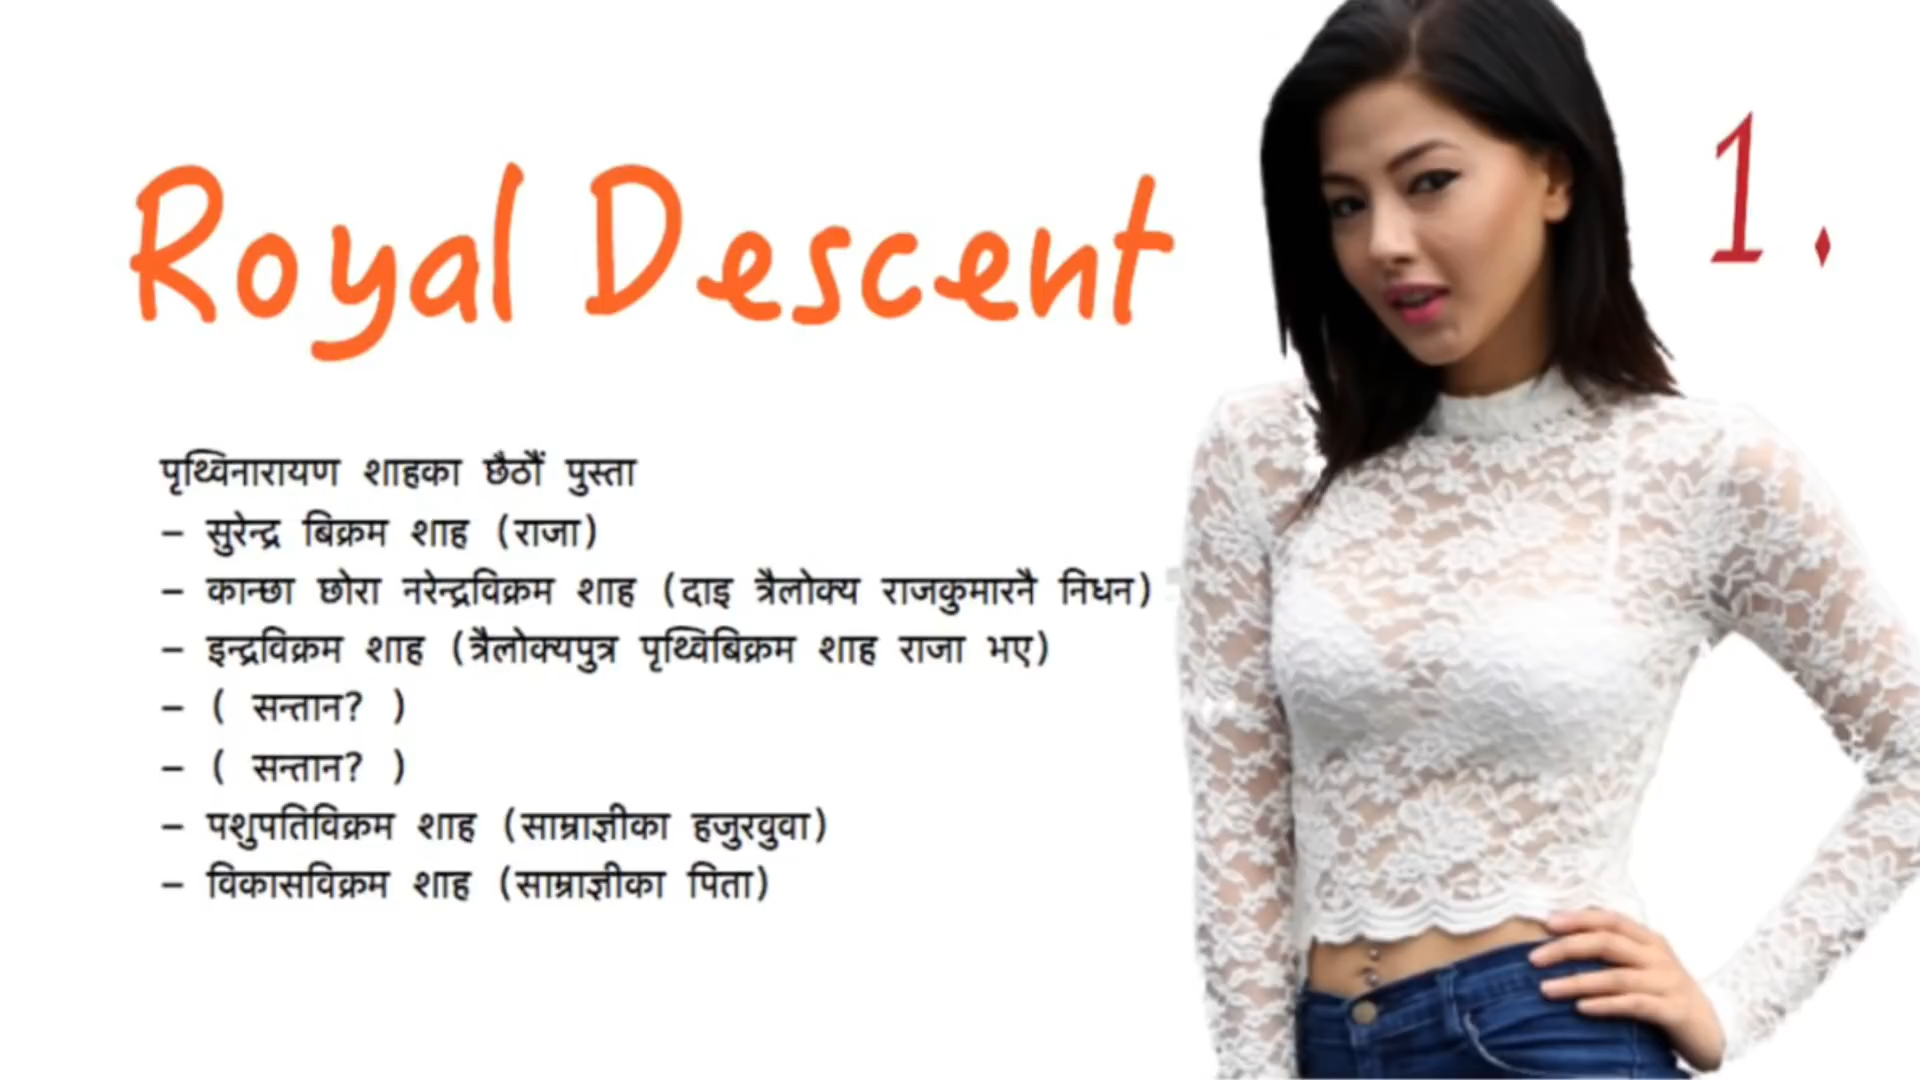 Royal Descent
1.
पृथ्विनारायण शाहका छैठौं पुस्ता
– सुरेन्द्र बिक्रम शाह (राजा)
– कान्छा छोरा नरेन्द्रविक्रम शाह (दाइ त्रैलोक्य राजकुमारनै निधन)
– इन्द्रविक्रम शाह (त्रैलोक्यपुत्र पृथ्विबिक्रम शाह राजा भए)
– ( सन्तान? )
– ( सन्तान? )
– पशुपतिविक्रम शाह (साम्राज्ञीका हजुरवुवा)
– विकासविक्रम शाह (साम्राज्ञीका पिता)